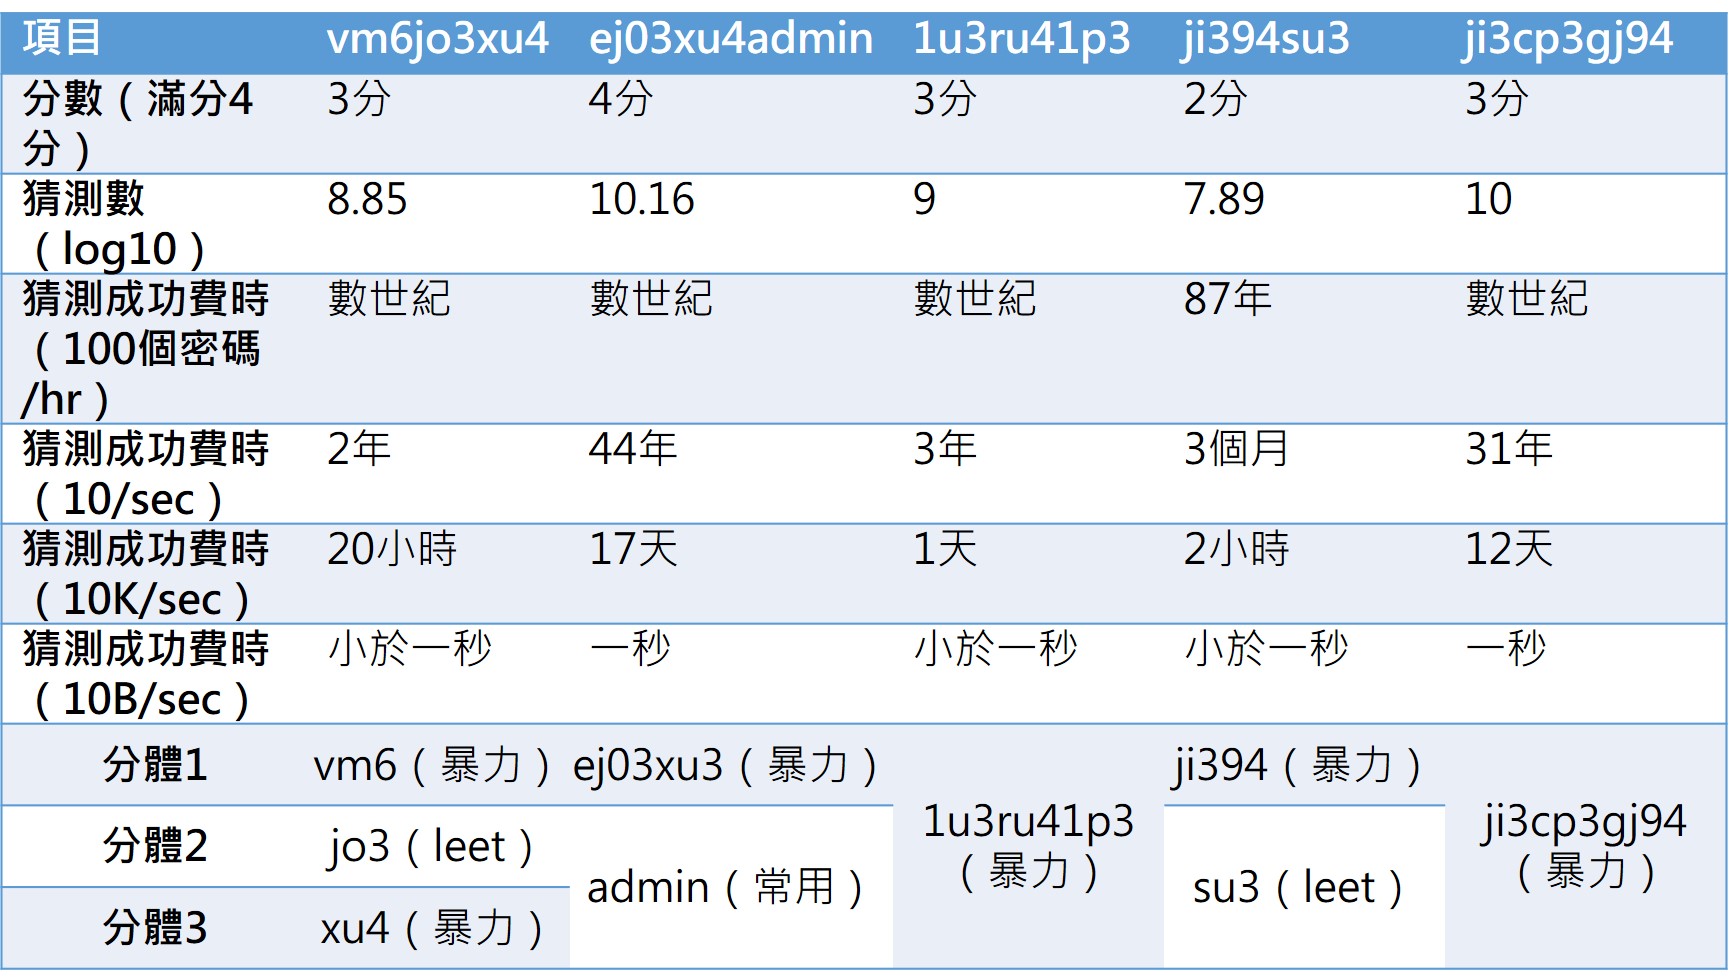 項目 vm6jo3xu4 ej03xu4admin 1u3ru41p3 ji394su3 ji3cp3gj94
分數（滿分4 3分 4分 3分 2分 3分
分）
猜測數 8.85 10.16 9 7.89 10
（log10）
猜測成功費時 數世紀 數世紀 數世紀 87年 數世紀
（100個密碼
/hr）
猜測成功費時 2年 44年 3年 3個月 31年
（10/sec）
猜測成功費時 20小時 17天 1天 2小時 12天
（10K/sec）
猜測成功費時 小於一秒 一秒 小於一秒 小於一秒 一秒
（10B/sec）
分體1 vm6（暴力） ej03xu3（暴力） ji394（暴力）
1u3ru41p3 ji3cp3gj94
（暴力） （暴力）
分體2 jo3（leet）
admin（常用） su3（leet）
分體3 xu4（暴力）